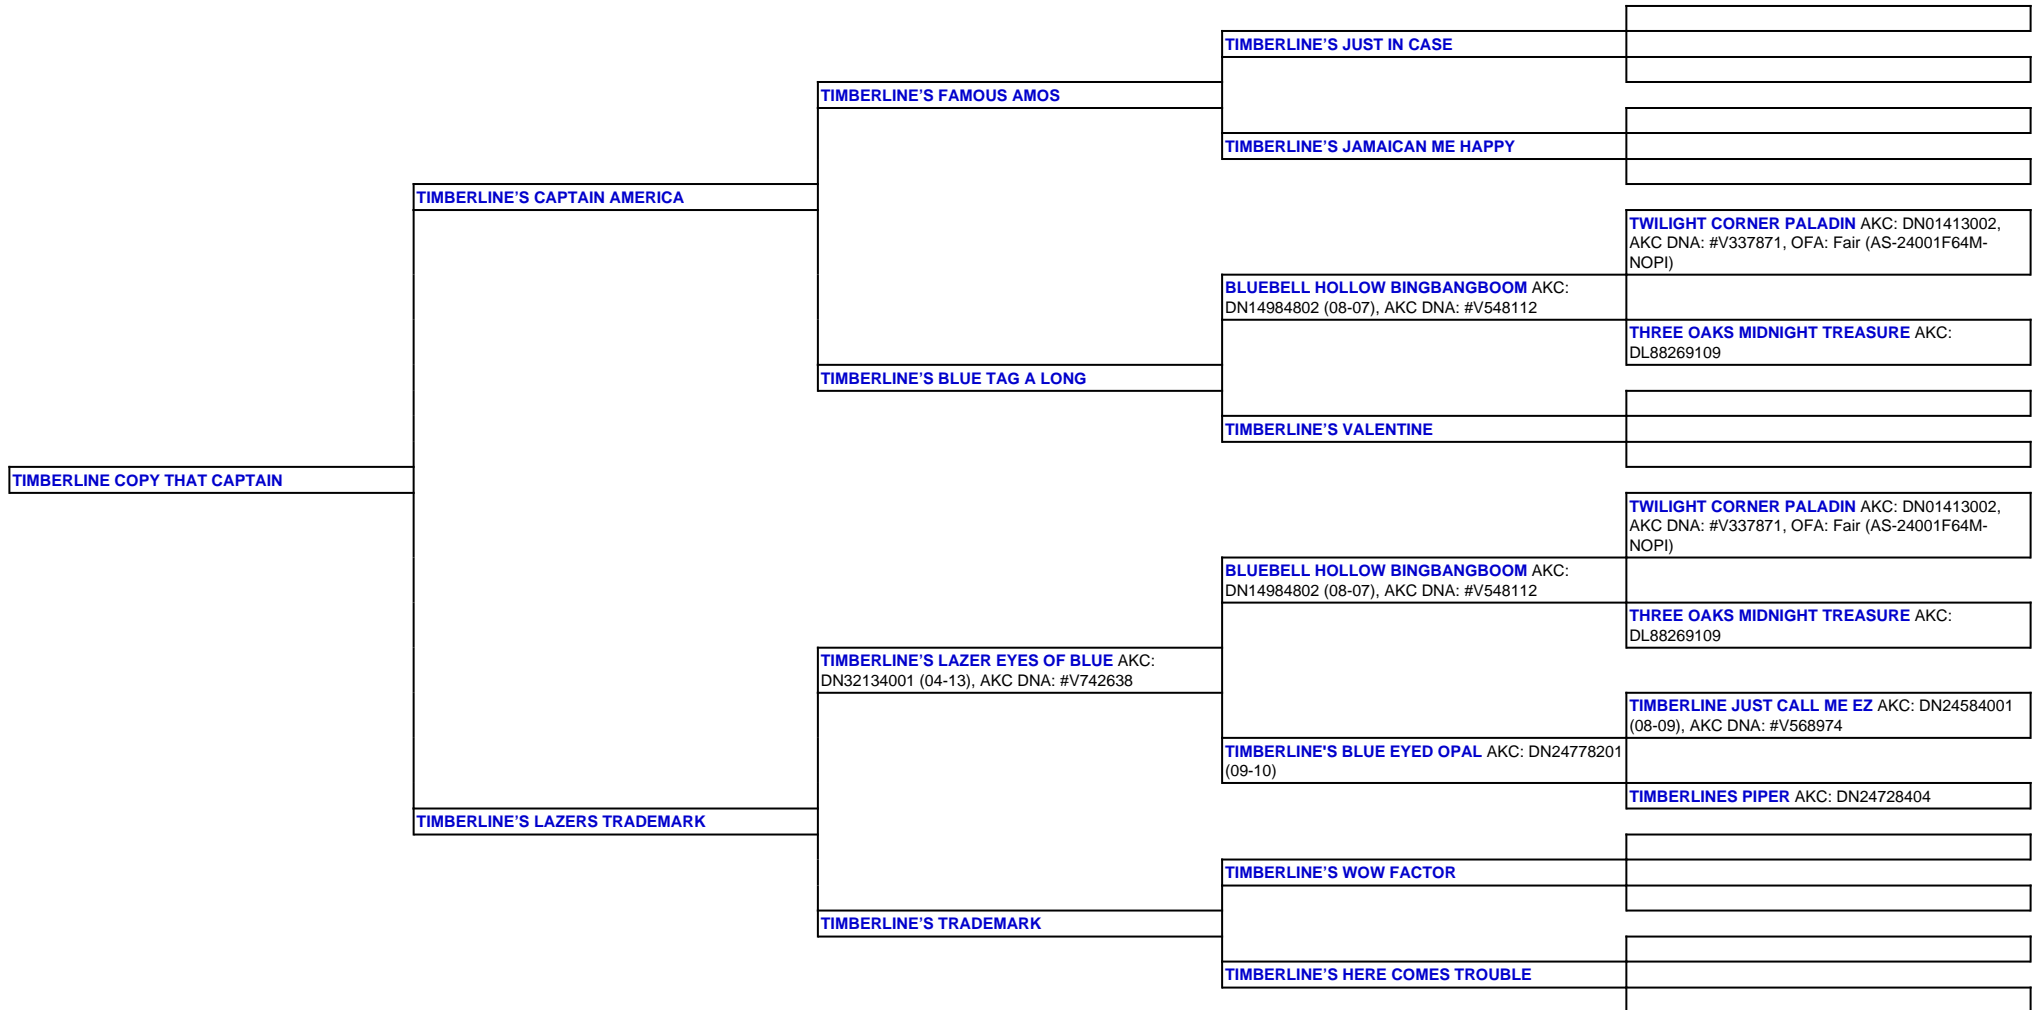 TIMBERLINE’S JUST IN CASE
TIMBERLINE’S FAMOUS AMOS
TIMBERLINE’S JAMAICAN ME HAPPY
TIMBERLINE’S CAPTAIN AMERICA
TWILIGHT CORNER PALADIN AKC: DN01413002,
AKC DNA: #V337871, OFA: Fair (AS-24001F64M-
NOPI)
BLUEBELL HOLLOW BINGBANGBOOM AKC:
DN14984802 (08-07), AKC DNA: #V548112
THREE OAKS MIDNIGHT TREASURE AKC:
DL88269109
TIMBERLINE’S BLUE TAG A LONG
TIMBERLINE’S VALENTINE
TIMBERLINE COPY THAT CAPTAIN
TWILIGHT CORNER PALADIN AKC: DN01413002,
AKC DNA: #V337871, OFA: Fair (AS-24001F64M-
NOPI)
BLUEBELL HOLLOW BINGBANGBOOM AKC:
DN14984802 (08-07), AKC DNA: #V548112
THREE OAKS MIDNIGHT TREASURE AKC:
DL88269109
TIMBERLINE’S LAZER EYES OF BLUE AKC:
DN32134001 (04-13), AKC DNA: #V742638
TIMBERLINE JUST CALL ME EZ AKC: DN24584001
(08-09), AKC DNA: #V568974
TIMBERLINE'S BLUE EYED OPAL AKC: DN24778201
(09-10)
TIMBERLINES PIPER AKC: DN24728404
TIMBERLINE’S LAZERS TRADEMARK
TIMBERLINE’S WOW FACTOR
TIMBERLINE’S TRADEMARK
TIMBERLINE’S HERE COMES TROUBLE